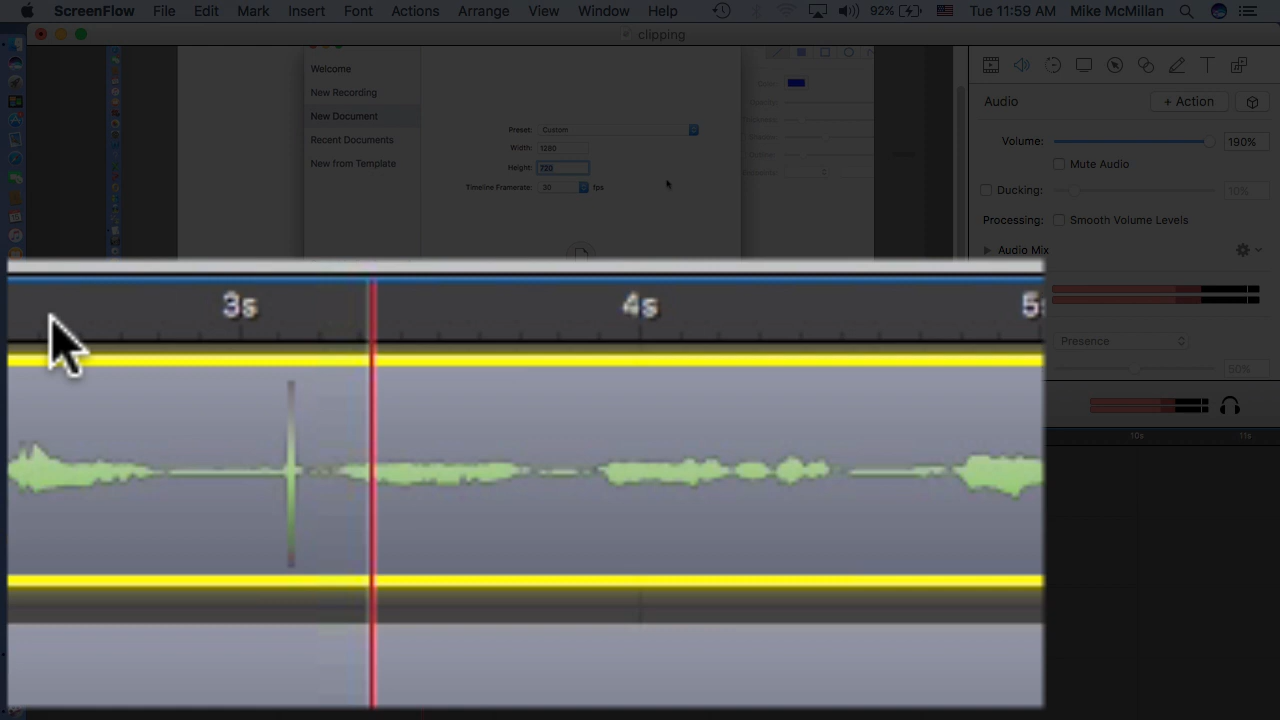 ScreenFlow File Edit Mark Insert Font Actions Arrange View Window Help 92% Tue 11:59 AM Mike McMillan
clipping
Welcome
New Recording
New Document
Recent Documents
New from Template
Preset: Custom
Width: 1280
Height: 720
Timeline Framerate: 30 fps
Color:
Audio + Action
Volume: 190%
Mute Audio
Ducking: 10%
Processing: Smooth Volume Levels
Audio Mix
Presence
50%
10s 11s
3s 4s 5s